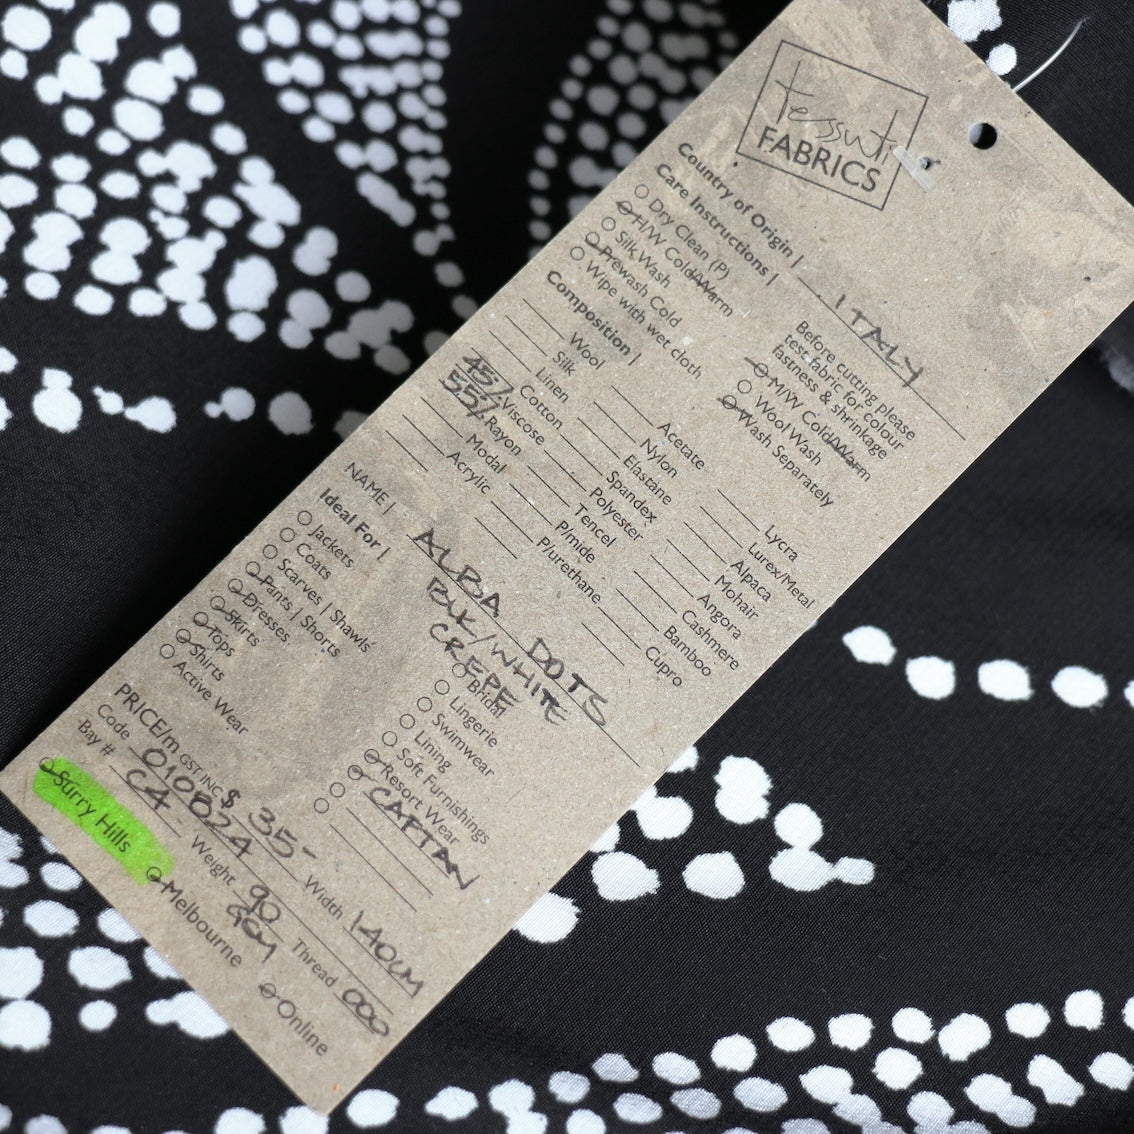 tessuti
FABRICS
Country of Origin | ITALY
Care Instructions |
Dry Clean (P)
H/W Cold/Warm
Silk Wash
Prewash Cold
Wipe with wet cloth
Before cutting please
test fabric for colour
fastness & shrinkage
M/W Cold/Warm
Wool Wash
Wash Separately
Composition |
Wool
Silk
Linen
Cotton
45% Viscose
55% Rayon
Modal
Acrylic
Acetate
Nylon
Elastane
Spandex
Polyester
Tencel
P/mide
P/urethane
Lycra
Lurex/Metal
Alpaca
Mohair
Angora
Cashmere
Bamboo
Cupro
NAME | ALBA DOTS
BLK/WHITE
CREPE
Ideal For |
Jackets
Coats
Scarves | Shawls
Pants | Shorts
Dresses
Skirts
Tops
Shirts
Active Wear
Bridal
Lingerie
Swimwear
Lining
Soft Furnishings
Resort Wear
CAFTAN
PRICE/m GST INC $ 35- Width 140CM
Code 010824 Weight 90 GSM Thread 000
Bay # C4
Surry Hills
Melbourne
Online